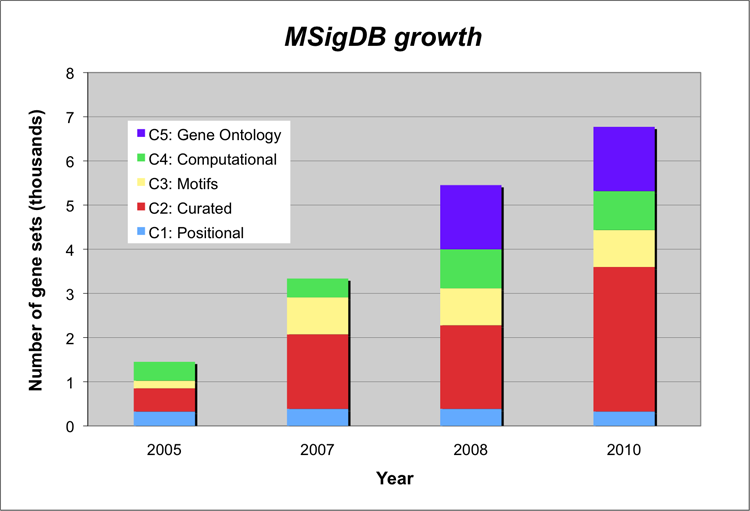 MSigDB growth
8
7
6
5
4
3
2
1
0
Number of gene sets (thousands)
C5: Gene Ontology
C4: Computational
C3: Motifs
C2: Curated
C1: Positional
2005 2007 2008 2010
Year